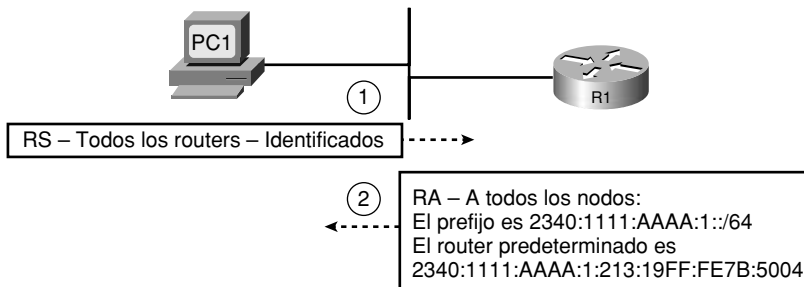 PC1
R1
1
RS – Todos los routers – Identificados
2
RA – A todos los nodos:
El prefijo es 2340:1111:AAAA:1::/64
El router predeterminado es
2340:1111:AAAA:1:213:19FF:FE7B:5004